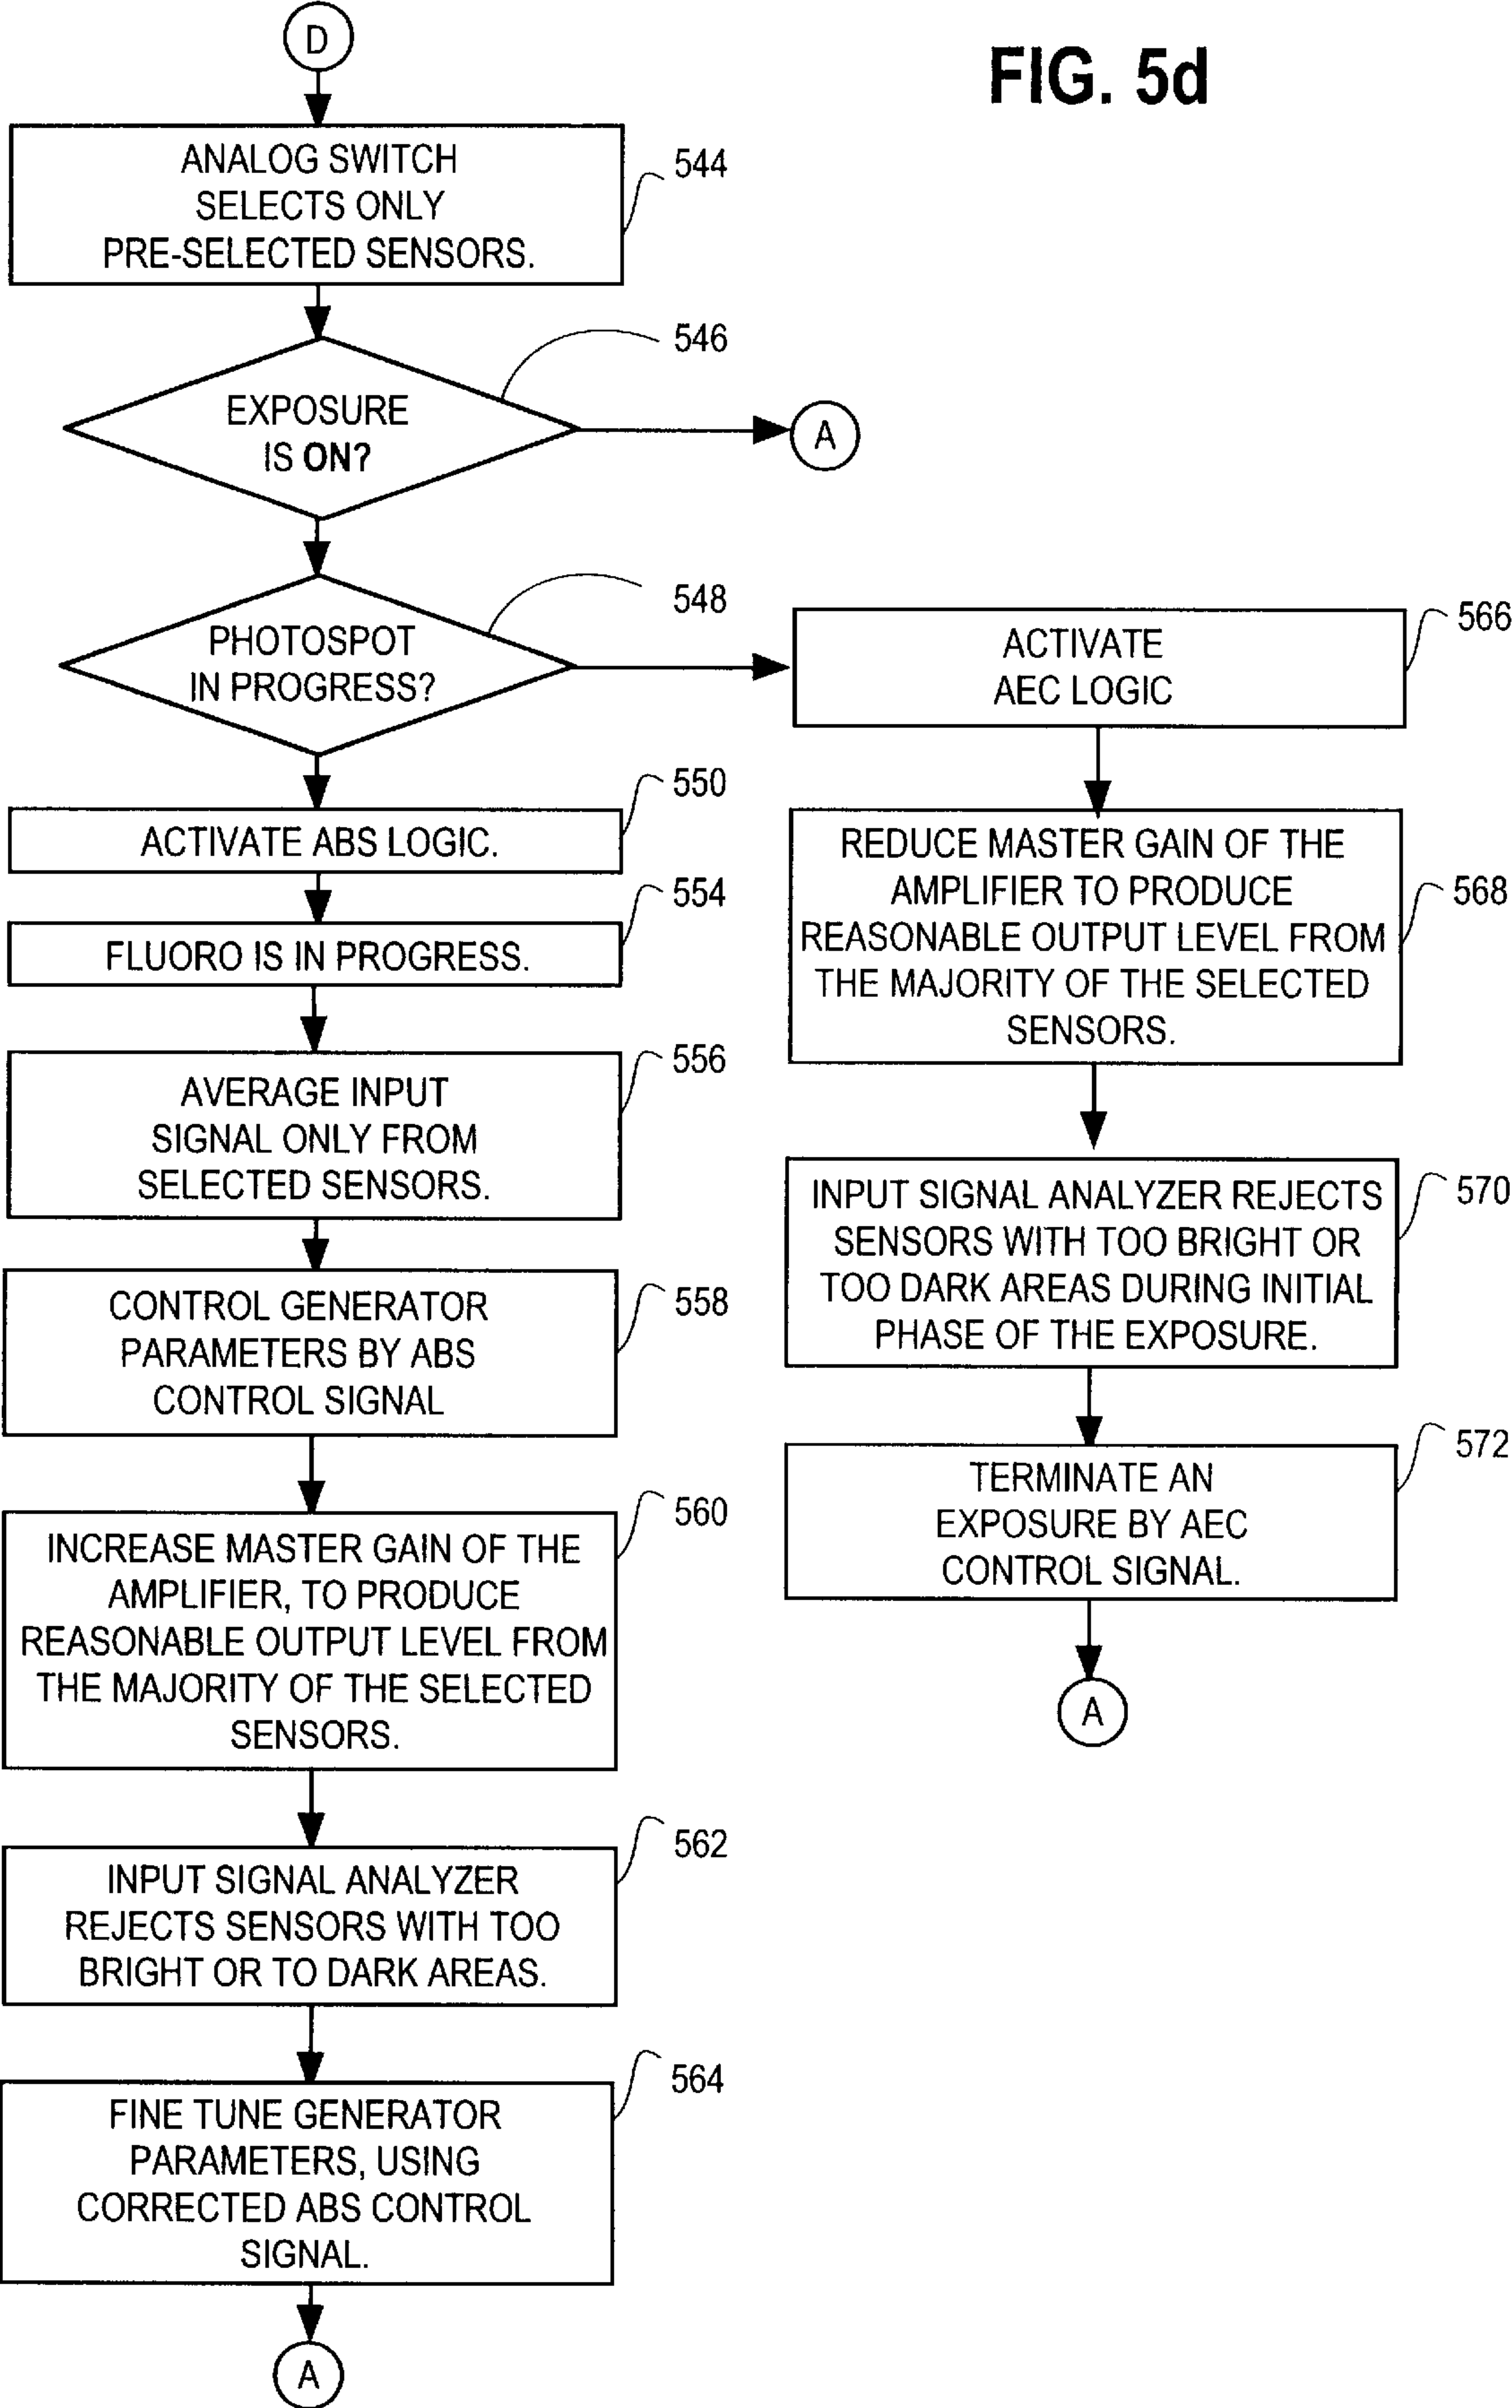 D
FIG. 5d
ANALOG SWITCH
SELECTS ONLY
PRE-SELECTED SENSORS.
544
EXPOSURE
IS ON?
546
A
PHOTOSPOT
IN PROGRESS?
548
ACTIVATE ABS LOGIC.
550
FLUORO IS IN PROGRESS.
554
AVERAGE INPUT
SIGNAL ONLY FROM
SELECTED SENSORS.
556
CONTROL GENERATOR
PARAMETERS BY ABS
CONTROL SIGNAL
558
INCREASE MASTER GAIN OF THE
AMPLIFIER, TO PRODUCE
REASONABLE OUTPUT LEVEL FROM
THE MAJORITY OF THE SELECTED
SENSORS.
560
INPUT SIGNAL ANALYZER
REJECTS SENSORS WITH TOO
BRIGHT OR TO DARK AREAS.
562
FINE TUNE GENERATOR
PARAMETERS, USING
CORRECTED ABS CONTROL
SIGNAL.
564
A
ACTIVATE
AEC LOGIC
566
REDUCE MASTER GAIN OF THE
AMPLIFIER TO PRODUCE
REASONABLE OUTPUT LEVEL FROM
THE MAJORITY OF THE SELECTED
SENSORS.
568
INPUT SIGNAL ANALYZER REJECTS
SENSORS WITH TOO BRIGHT OR
TOO DARK AREAS DURING INITIAL
PHASE OF THE EXPOSURE.
570
TERMINATE AN
EXPOSURE BY AEC
CONTROL SIGNAL.
572
A